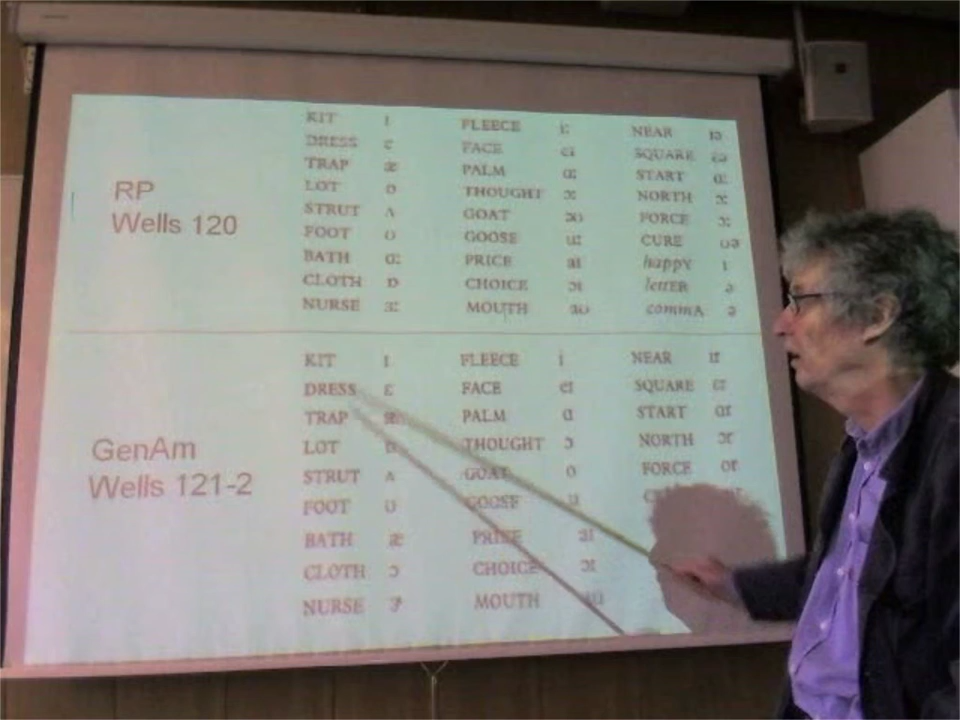 RP
Wells 120
KIT ɪ FLEECE iː NEAR ɪə
DRESS e FACE eɪ SQUARE ɛə
TRAP æ PALM ɑː START ɑː
LOT ɒ THOUGHT ɔː NORTH ɔː
STRUT ʌ GOAT əʊ FORCE ɔː
FOOT ʊ GOOSE uː CURE ʊə
BATH ɑː PRICE aɪ happY ɪ
CLOTH ɒ CHOICE ɔɪ lettER ə
NURSE ɜː MOUTH aʊ commA ə
GenAm
Wells 121-2
KIT ɪ FLEECE i NEAR ɪr
DRESS ɛ FACE eɪ SQUARE ɛr
TRAP æ PALM ɑ START ɑr
LOT ɑ THOUGHT ɔ NORTH ɔr
STRUT ʌ GOAT o FORCE or
FOOT ʊ GOOSE u
BATH æ PRICE aɪ
CLOTH ɔ CHOICE ɔɪ
NURSE ɝ MOUTH aʊ